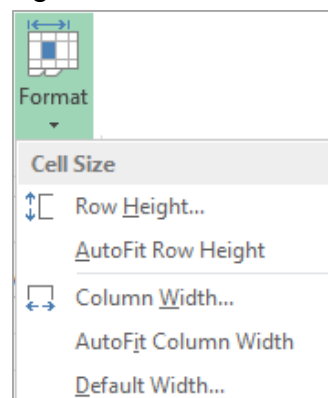 Format
Cell Size
Row Height...
AutoFit Row Height
Column Width...
AutoFit Column Width
Default Width...